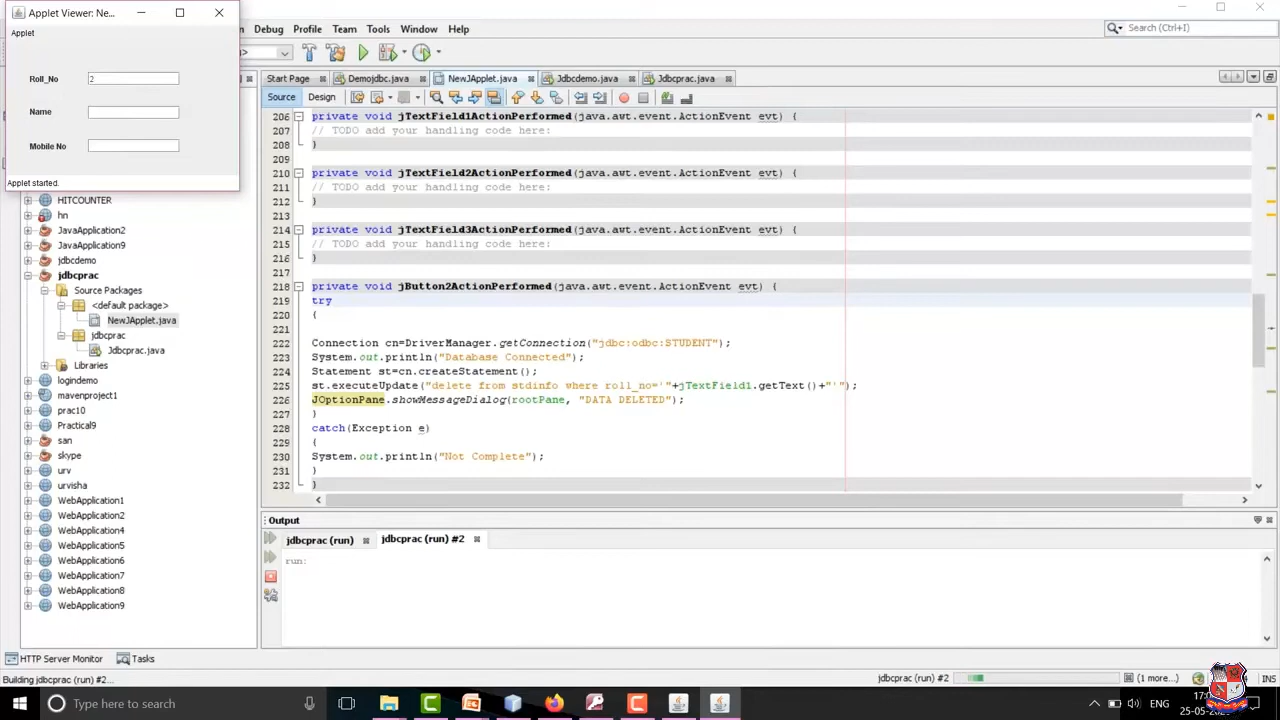 Applet Viewer: Ne...
Applet
Roll_No 2
Name
Mobile No
Applet started.
Debug Profile Team Tools Window Help
Search (Ctrl+I)
Start Page Demojdbc.java NewJApplet.java Jdbcdemo.java Jdbcprac.java
Source Design
206 private void jTextField1ActionPerformed(java.awt.event.ActionEvent evt) {
207 // TODO add your handling code here:
208 }
209
210 private void jTextField2ActionPerformed(java.awt.event.ActionEvent evt) {
211 // TODO add your handling code here:
212 }
213
214 private void jTextField3ActionPerformed(java.awt.event.ActionEvent evt) {
215 // TODO add your handling code here:
216 }
217
218 private void jButton2ActionPerformed(java.awt.event.ActionEvent evt) {
219 try
220 {
221
222 Connection cn=DriverManager.getConnection("jdbc:odbc:STUDENT");
223 System.out.println("Database Connected");
224 Statement st=cn.createStatement();
225 st.executeUpdate("delete from stdinfo where roll_no='"+jTextField1.getText()+"'");
226 JOptionPane.showMessageDialog(rootPane, "DATA DELETED");
227 }
228 catch(Exception e)
229 {
230 System.out.println("Not Complete");
231 }
232 }
HITCOUNTER
hn
JavaApplication2
JavaApplication9
jdbcdemo
jdbcprac
Source Packages
<default package>
NewJApplet.java
jdbcprac
Jdbcprac.java
Libraries
logindemo
mavenproject1
prac10
Practical9
san
skype
urv
urvisha
WebApplication1
WebApplication2
WebApplication4
WebApplication5
WebApplication6
WebApplication7
WebApplication8
WebApplication9
Output
jdbcprac (run) jdbcprac (run) #2
run:
HTTP Server Monitor Tasks
Building jdbcprac (run) #2... jdbcprac (run) #2 (1 more...) INS
Type here to search
ENG
25-05-2